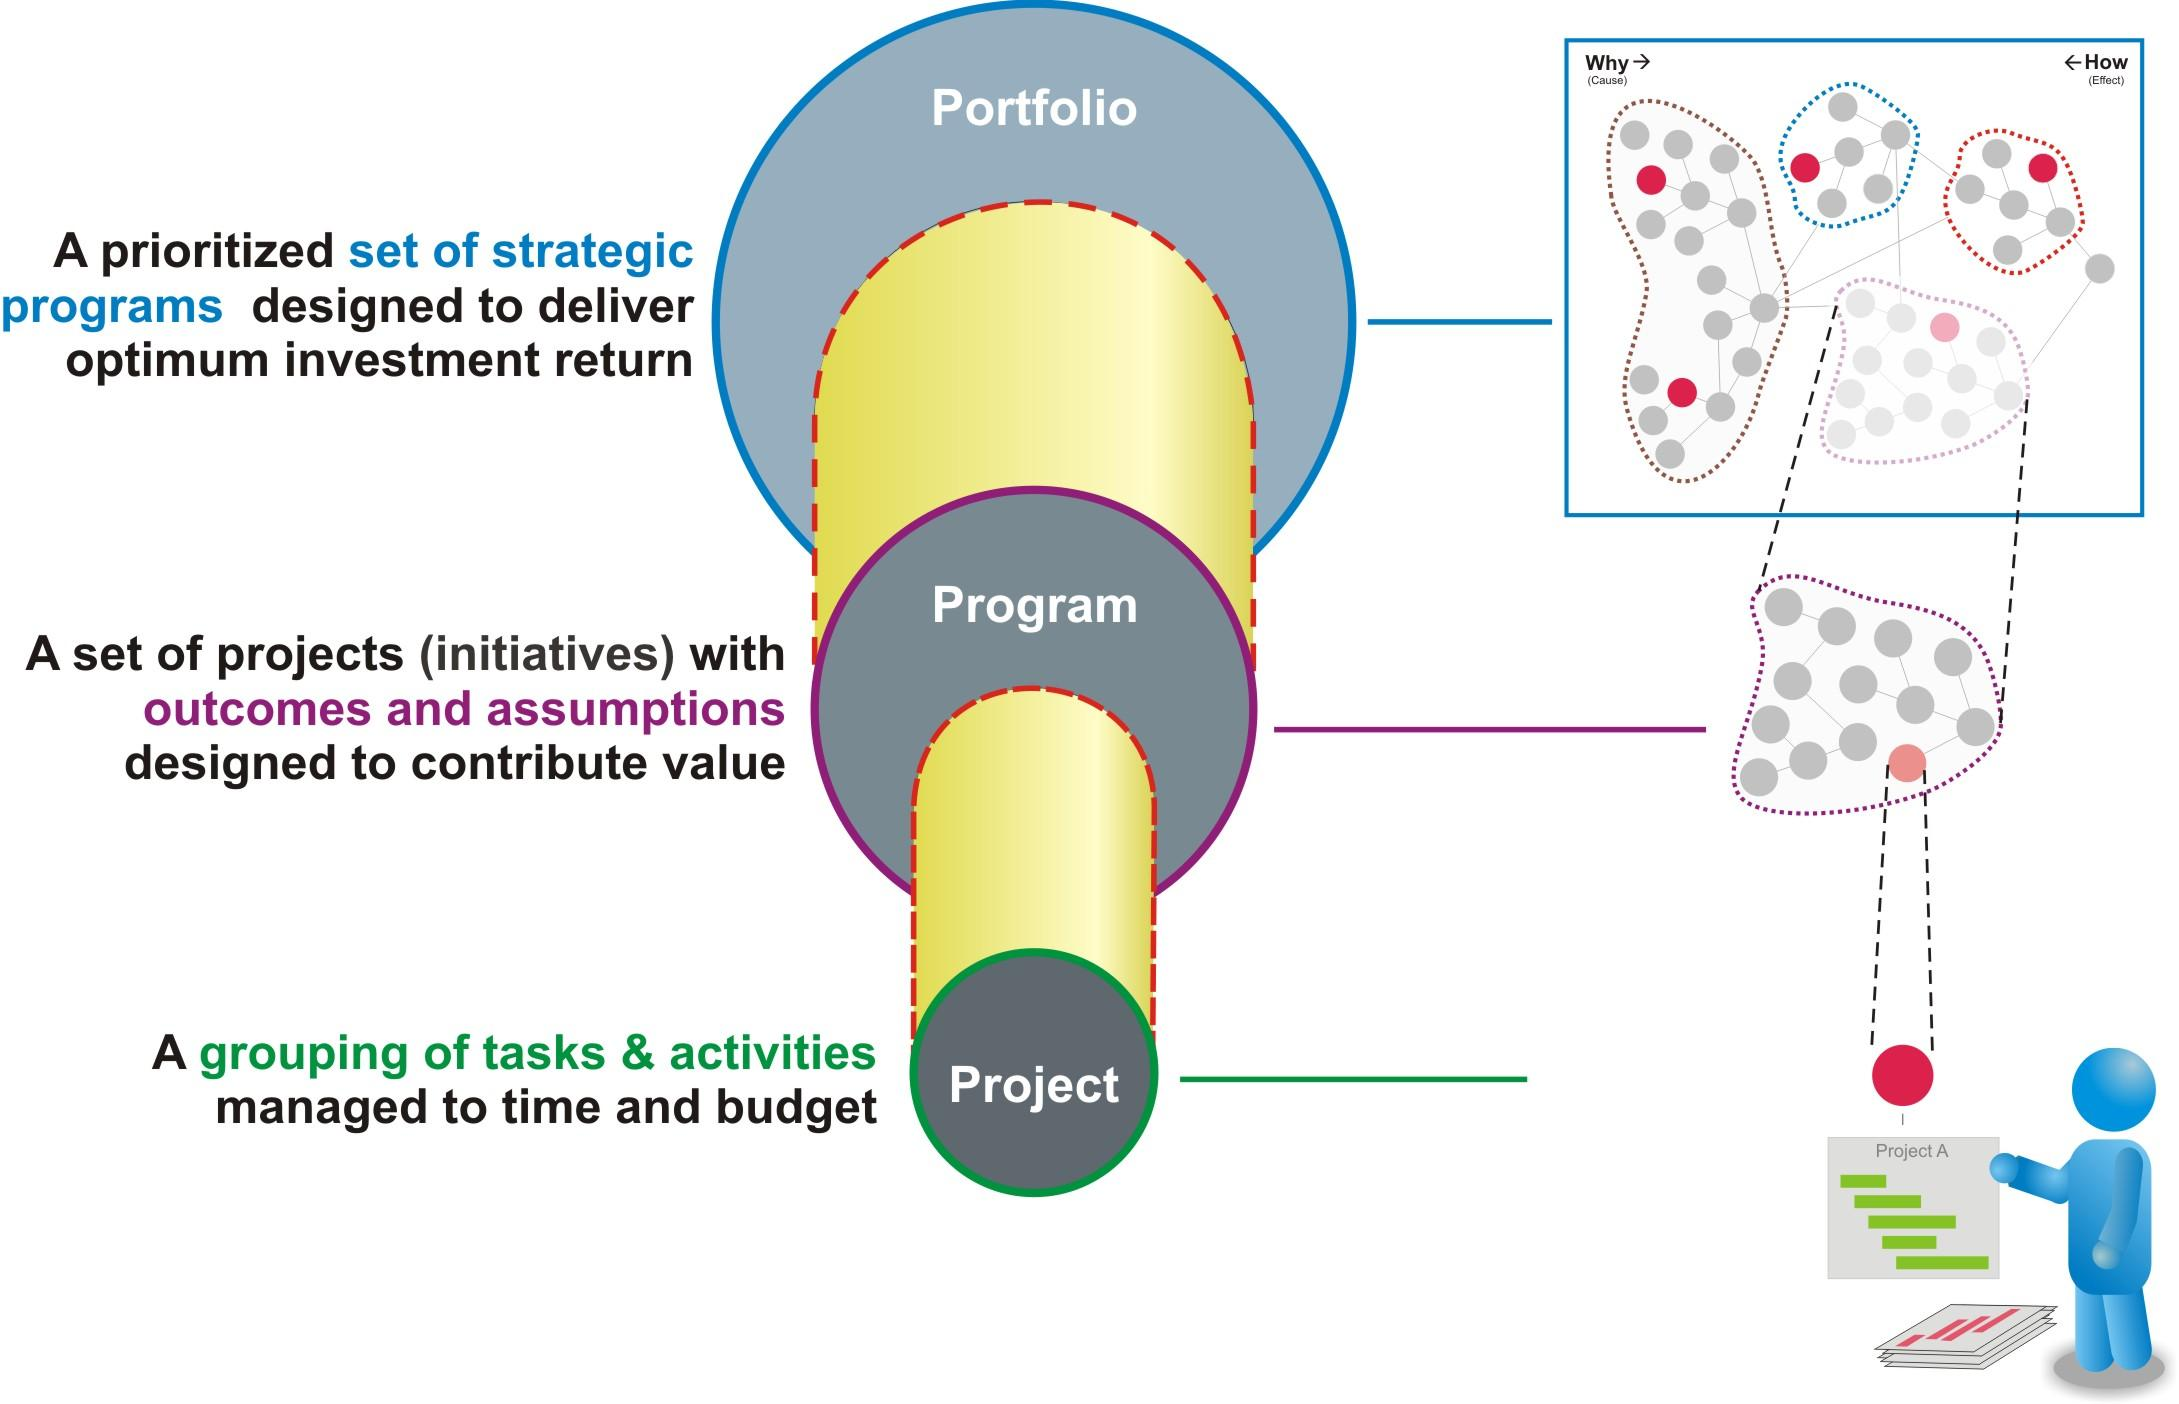 Portfolio
Why→
(Cause)
←How
(Effect)
A prioritized set of strategic
programs designed to deliver
optimum investment return
Program
A set of projects (initiatives) with
outcomes and assumptions
designed to contribute value
A grouping of tasks & activities
managed to time and budget
Project
Project A